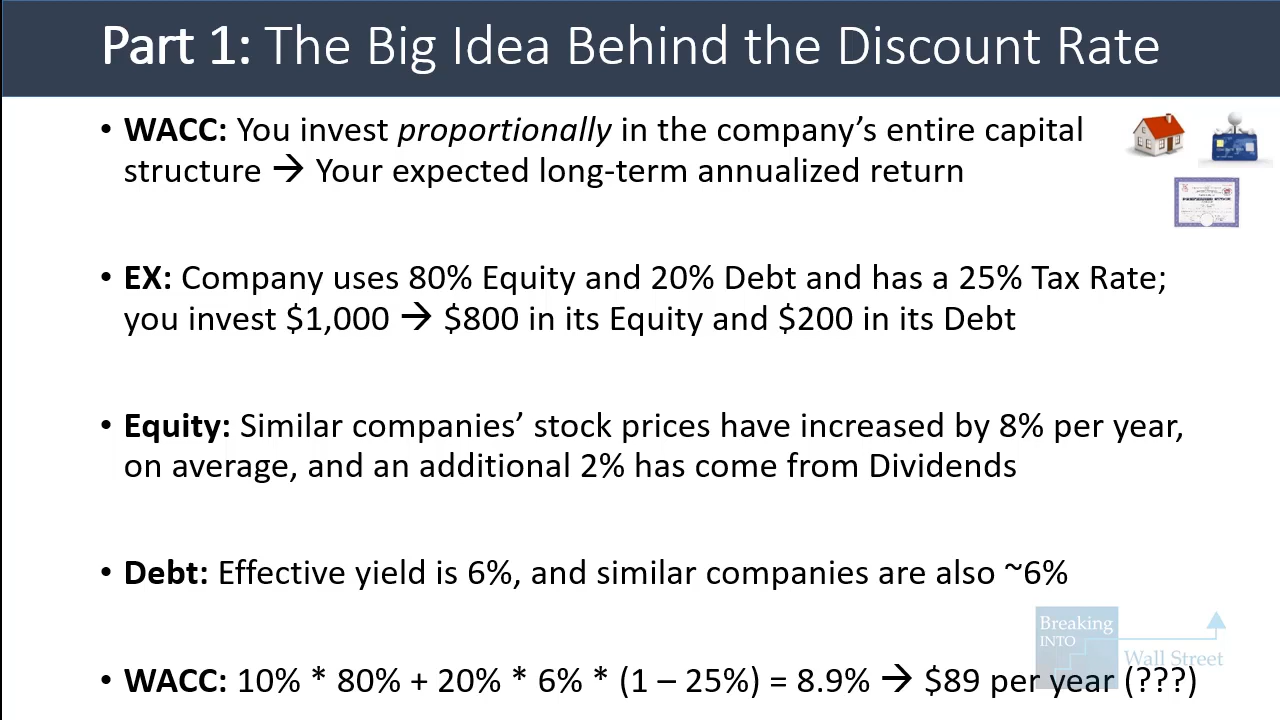 Part 1: The Big Idea Behind the Discount Rate
• WACC: You invest proportionally in the company’s entire capital
structure → Your expected long-term annualized return
• EX: Company uses 80% Equity and 20% Debt and has a 25% Tax Rate;
you invest $1,000 → $800 in its Equity and $200 in its Debt
• Equity: Similar companies’ stock prices have increased by 8% per year,
on average, and an additional 2% has come from Dividends
• Debt: Effective yield is 6%, and similar companies are also ~6%
Breaking
INTO
Wall Street
• WACC: 10% * 80% + 20% * 6% * (1 – 25%) = 8.9% → $89 per year (???)